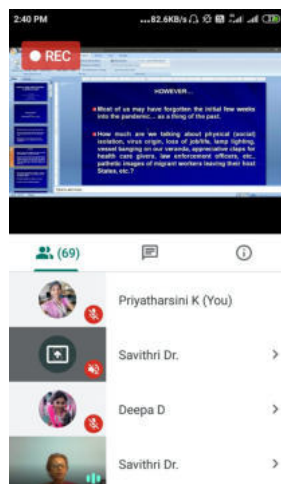 2:40 PM
...82.6KB/s
REC
HOWEVER...
Most of us may have forgotten the initial few weeks
into the pandemic... as a thing of the past.
How much are we talking about physical (social)
isolation, virus origin, loss of job/life, lamp lighting,
vessel banging on our veranda, appreciative claps for
health care givers, law enforcement officers, etc.,
pathetic images of migrant workers leaving their host
States, etc.?
(69)
Priyatharsini K (You)
Savithri Dr.
Deepa D
Savithri Dr.